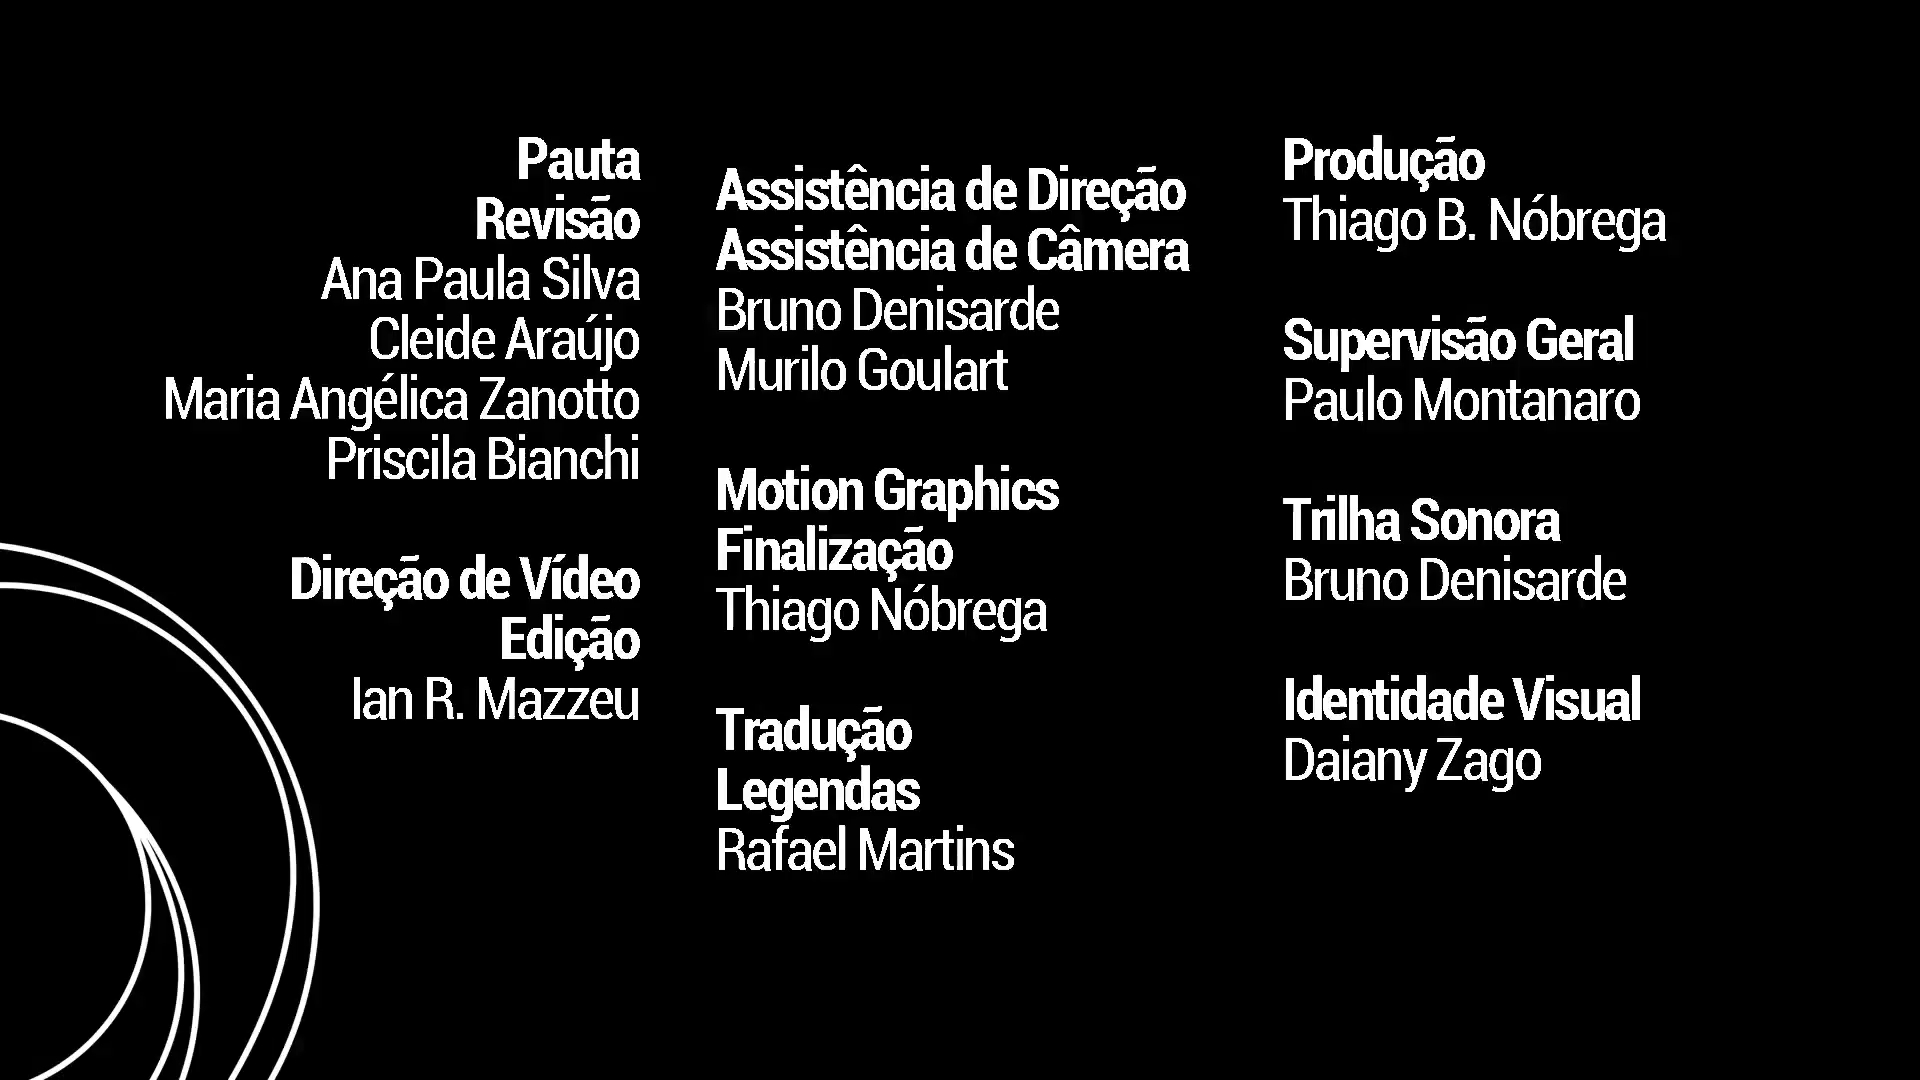 Pauta
Revisão
Ana Paula Silva
Cleide Araújo
Maria Angélica Zanotto
Priscila Bianchi
Direção de Vídeo
Edição
Ian R. Mazzeu
Assistência de Direção
Assistência de Câmera
Bruno Denisarde
Murilo Goulart
Motion Graphics
Finalização
Thiago Nóbrega
Tradução
Legendas
Rafael Martins
Produção
Thiago B. Nóbrega
Supervisão Geral
Paulo Montanaro
Trilha Sonora
Bruno Denisarde
Identidade Visual
Daiany Zago